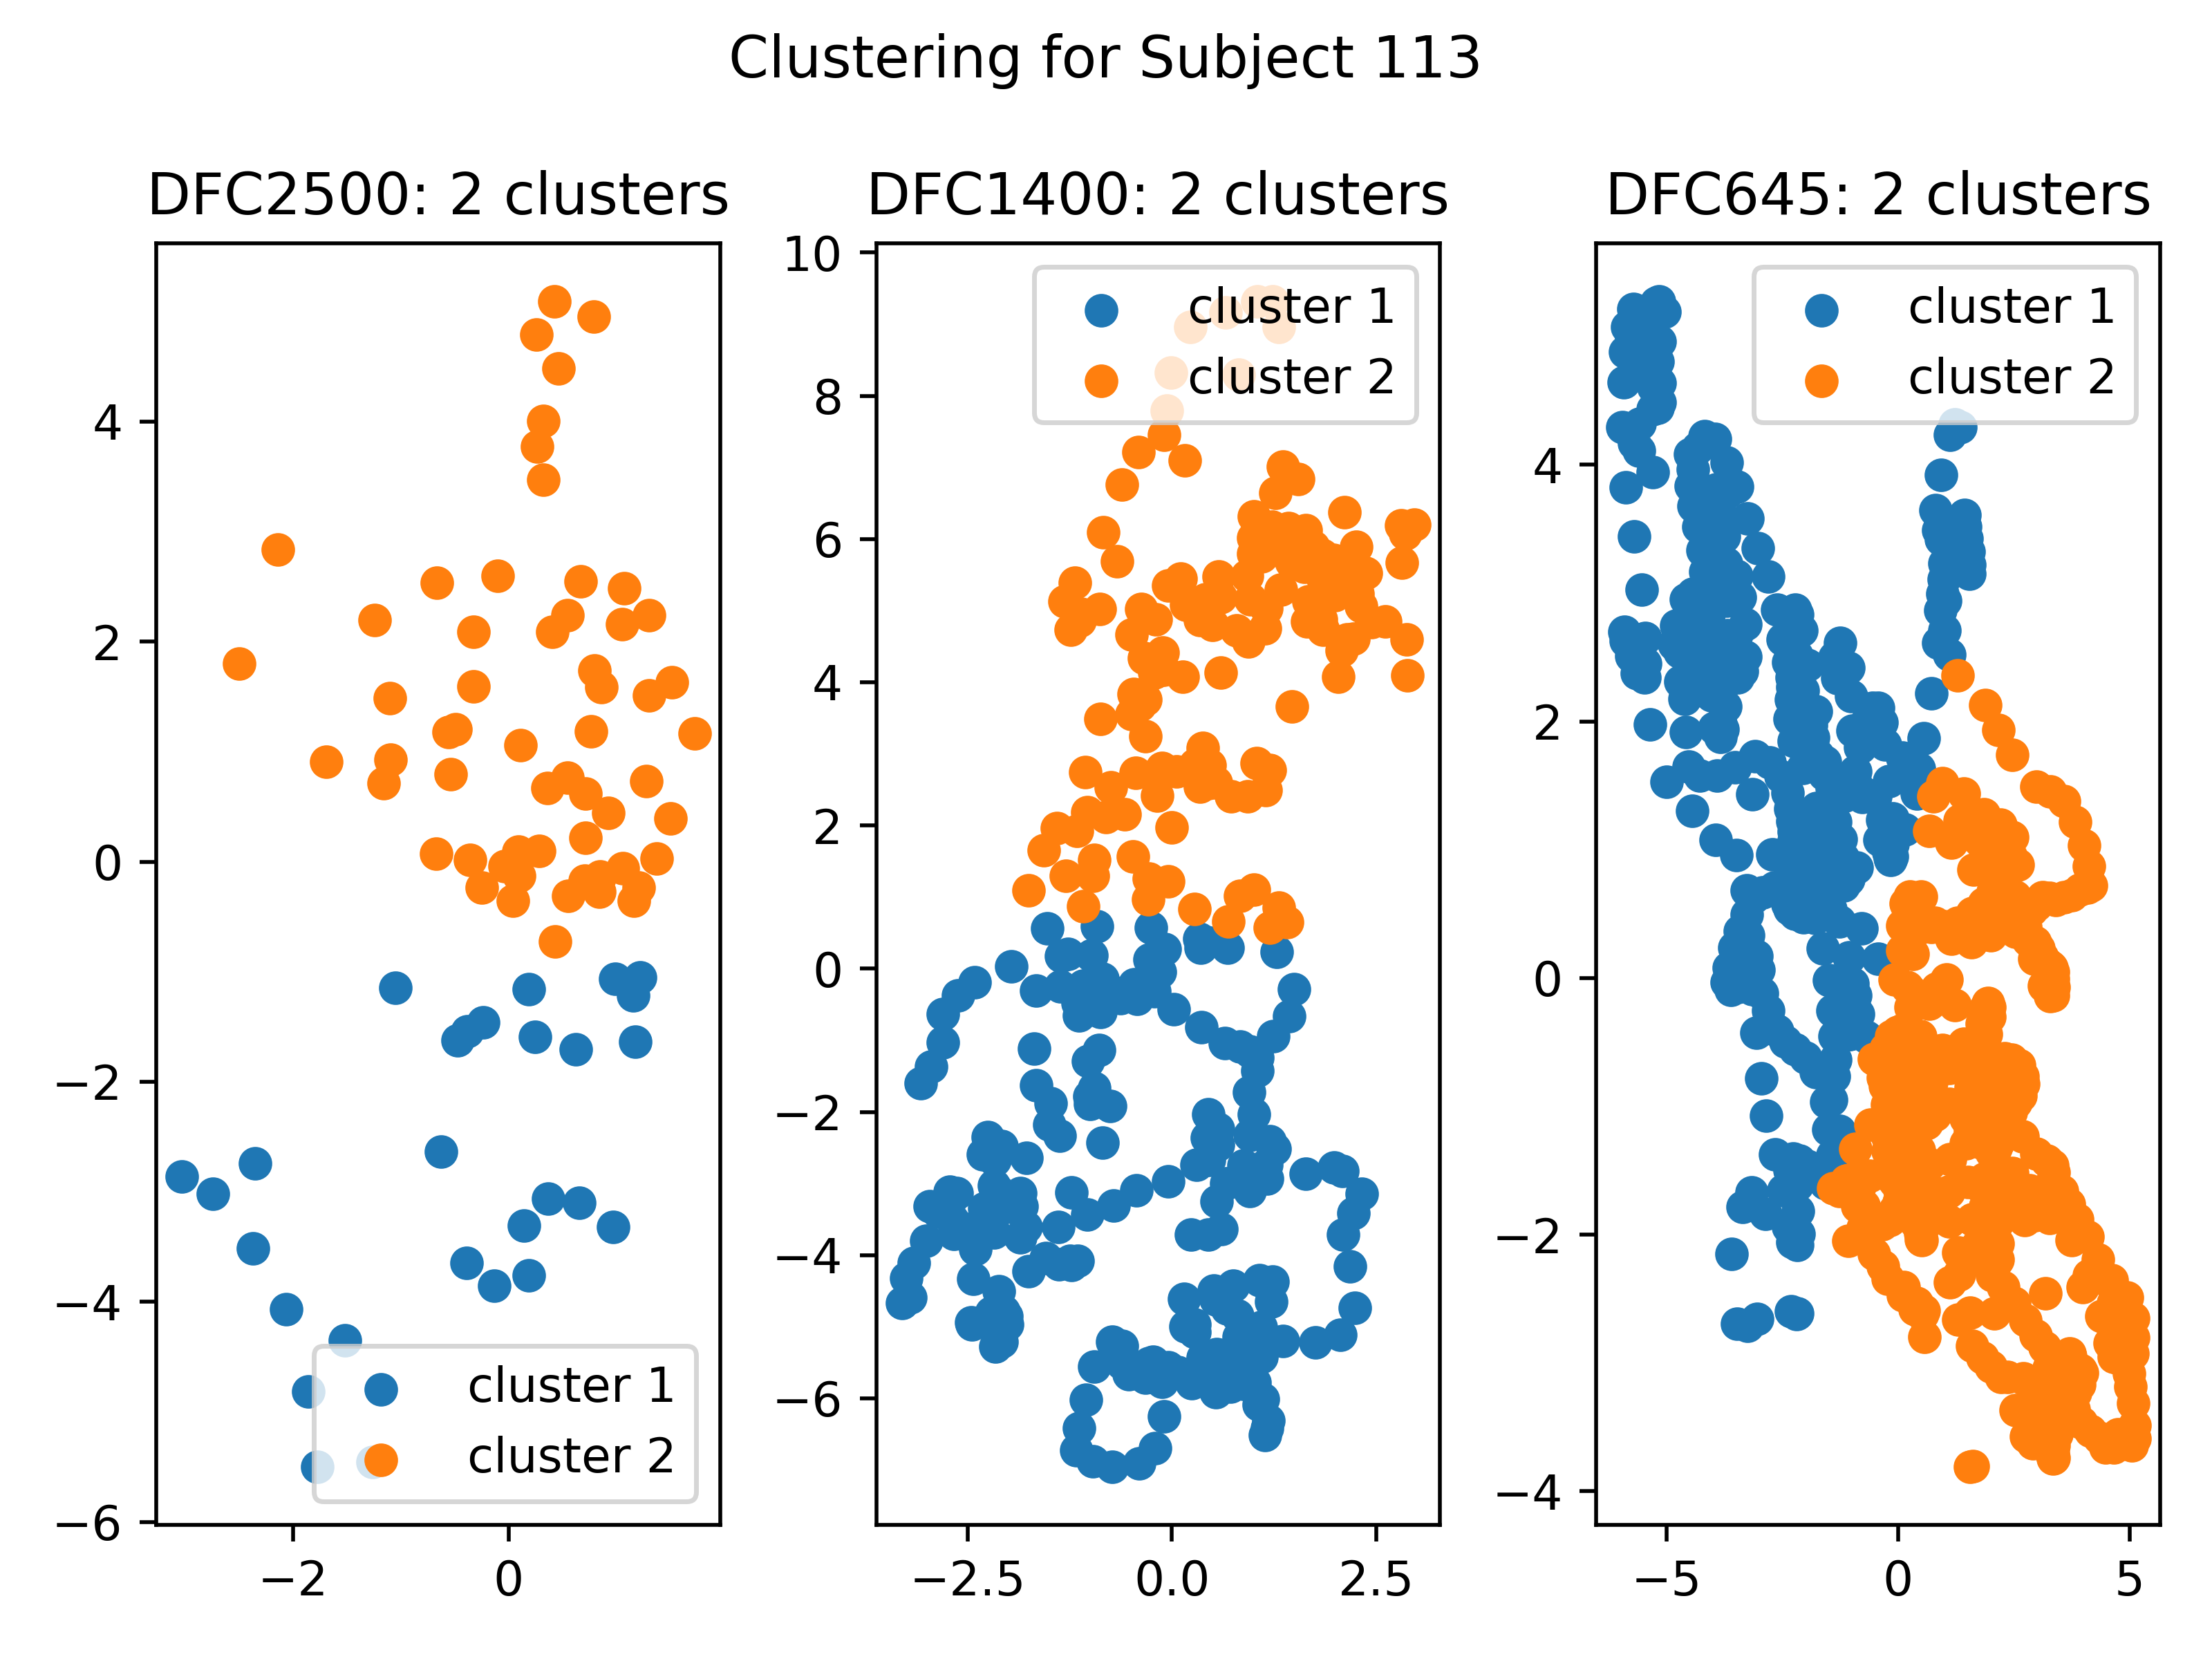 Clustering for Subject 113
DFC2500: 2 clusters
4
2
0
−2
−4
−6
−2 0
cluster 1
cluster 2
DFC1400: 2 clusters
10
8
6
4
2
0
−2
−4
−6
−2.5 0.0 2.5
cluster 1
cluster 2
DFC645: 2 clusters
4
2
0
−2
−4
−5 0 5
cluster 1
cluster 2